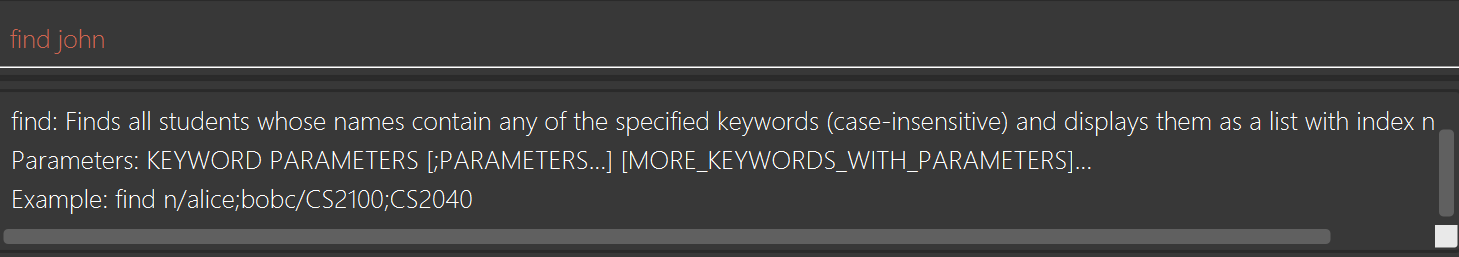 find john
find: Finds all students whose names contain any of the specified keywords (case-insensitive) and displays them as a list with index n
Parameters: KEYWORD PARAMETERS [;PARAMETERS...] [MORE_KEYWORDS_WITH_PARAMETERS]...
Example: find n/alice;bobc/CS2100;CS2040